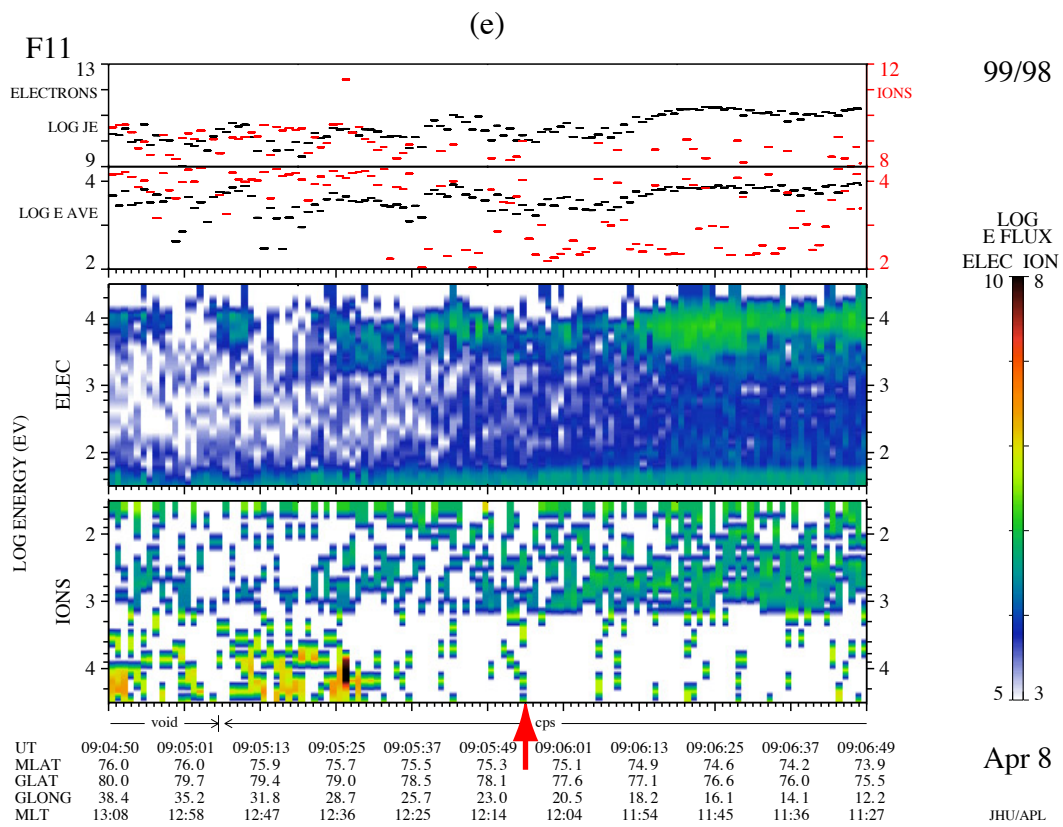 (e)
F11
99/98
13
12
ELECTRONS
IONS
LOG JE
9
8
4
4
LOG E AVE
2
2
LOG
E FLUX
ELEC ION
10
8
4
ELEC
3
2
LOG ENERGY (EV)
2
IONS
3
4
5
3
void
cps
UT 09:04:50 09:05:01 09:05:13 09:05:25 09:05:37 09:05:49 09:06:01 09:06:13 09:06:25 09:06:37 09:06:49
MLAT 76.0 76.0 75.9 75.7 75.5 75.3 75.1 74.9 74.6 74.2 73.9
GLAT 80.0 79.7 79.4 79.0 78.5 78.1 77.6 77.1 76.6 76.0 75.5
GLONG 38.4 35.2 31.8 28.7 25.7 23.0 20.5 18.2 16.1 14.1 12.2
MLT 13:08 12:58 12:47 12:36 12:25 12:14 12:04 11:54 11:45 11:36 11:27
Apr 8
JHU/APL